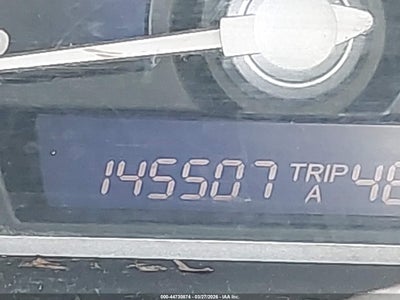 145507 TRIP A
000-44730874 - 03/27/2026 - IAA Inc.